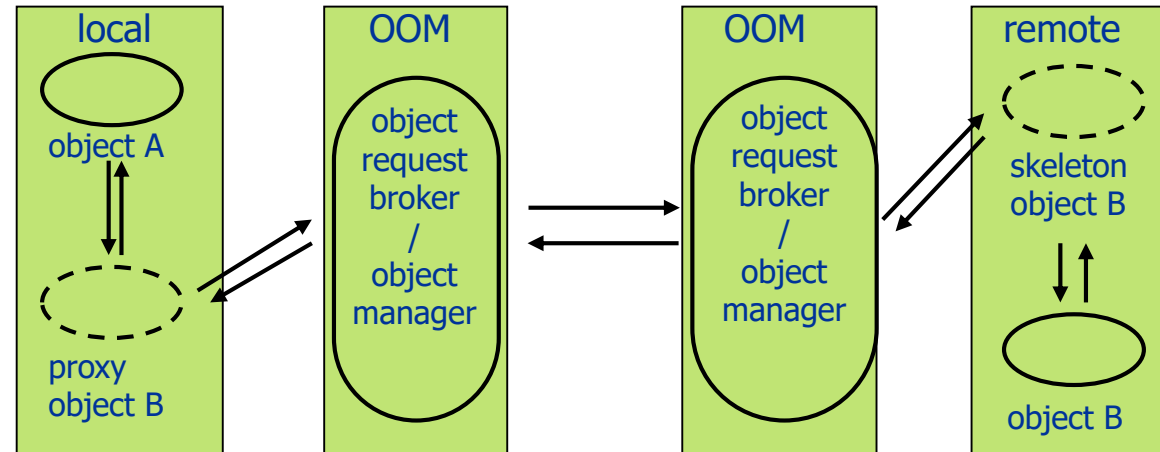 local
object A
proxy
object B
OOM
object
request
broker
/
object
manager
OOM
object
request
broker
/
object
manager
remote
skeleton
object B
object B